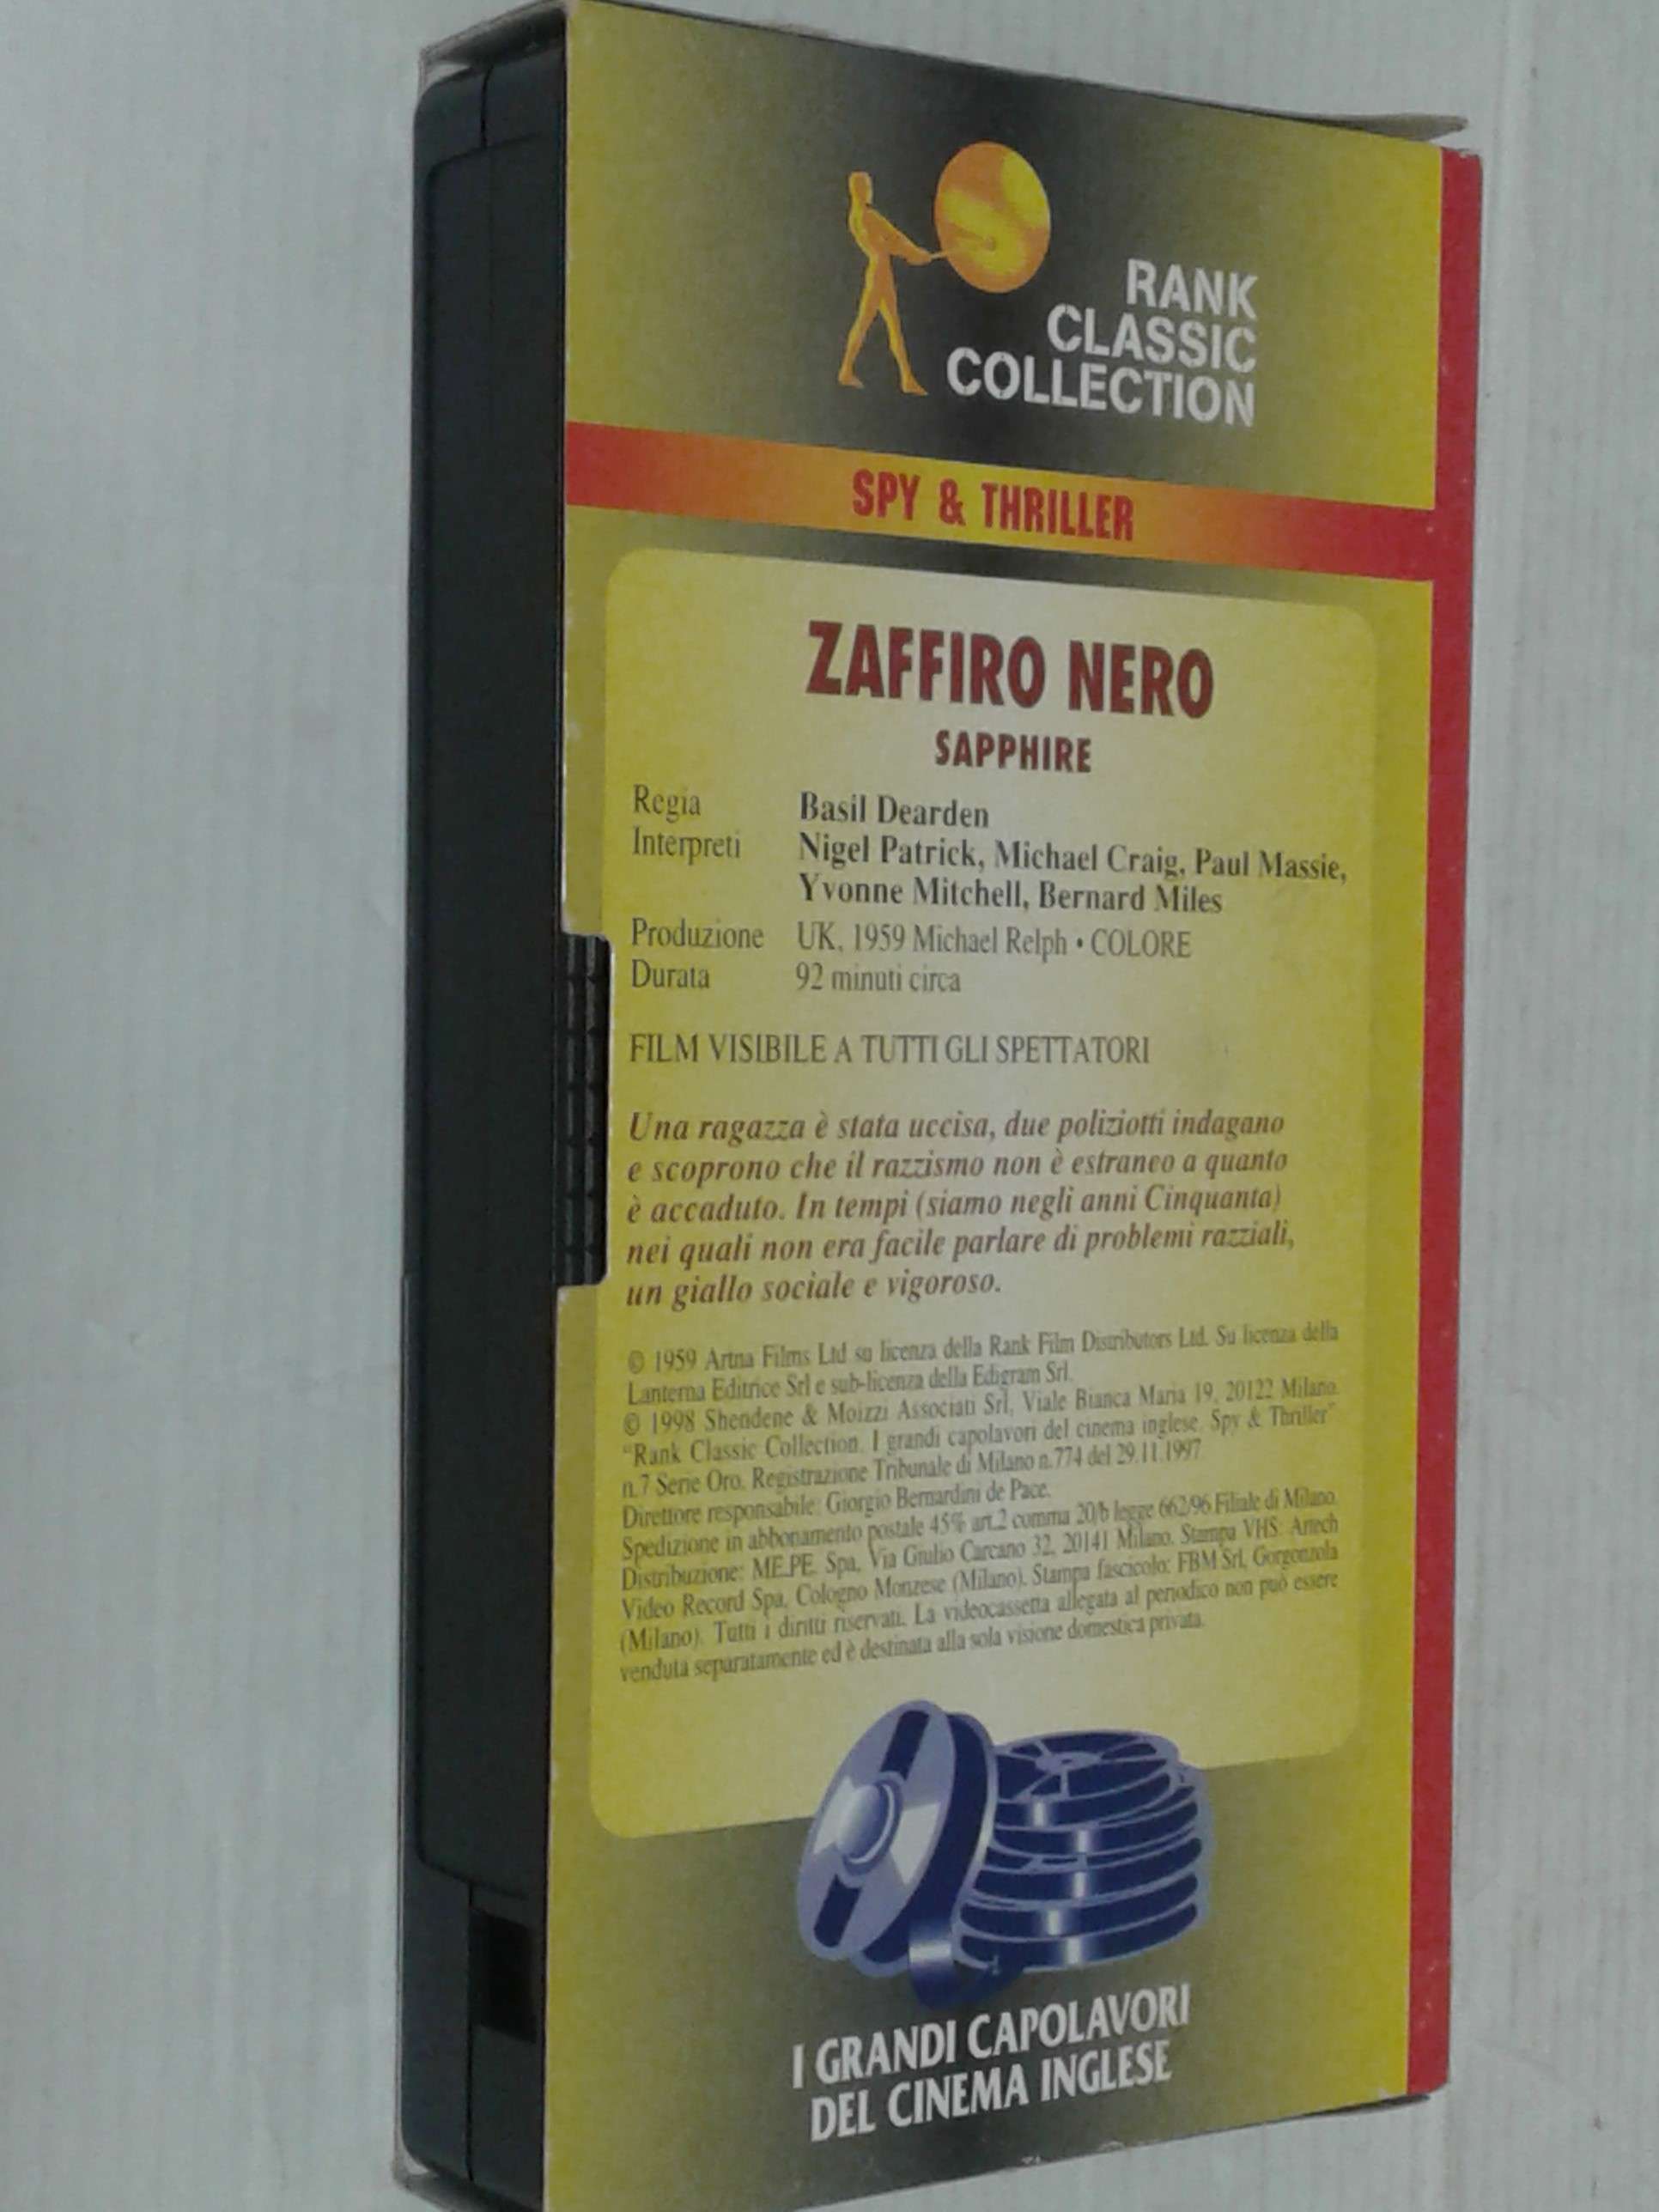 RANK
CLASSIC
COLLECTION
SPY & THRILLER
ZAFFIRO NERO
SAPPHIRE
Regia Basil Dearden
Interpreti Nigel Patrick, Michael Craig, Paul Massie,
Yvonne Mitchell, Bernard Miles
Produzione UK, 1959 Michael Relph • COLORE
Durata 92 minuti circa
FILM VISIBILE A TUTTI GLI SPETTATORI
Una ragazza è stata uccisa, due poliziotti indagano
e scoprono che il razzismo non è estraneo a quanto
è accaduto. In tempi (siamo negli anni Cinquanta)
nei quali non era facile parlare di problemi razziali,
un giallo sociale e vigoroso.
© 1959 Artna Films Ltd su licenza della Rank Film Distributors Ltd. Su licenza della
Lanterna Editrice Srl e sub-licenza della Edigram Srl.
© 1998 Shendene & Moizzi Associati Srl, Viale Bianca Maria 19, 20122 Milano.
"Rank Classic Collection. I grandi capolavori del cinema inglese. Spy & Thriller"
n.7 Serie Oro. Registrazione Tribunale di Milano n.774 del 29.11.1997
Direttore responsabile: Giorgio Bernardini de Pace.
Spedizione in abbonamento postale 45% art.2 comma 20/b legge 662/96 Filiale di Milano.
Distribuzione: ME.PE. Spa, Via Giulio Carcano 32, 20141 Milano. Stampa VHS: Artech
Video Record Spa, Cologno Monzese (Milano). Stampa fascicolo: FBM Srl, Gorgonzola
(Milano). Tutti i diritti riservati. La videocassetta allegata al periodico non può essere
venduta separatamente ed è destinata alla sola visione domestica privata.
I GRANDI CAPOLAVORI
DEL CINEMA INGLESE